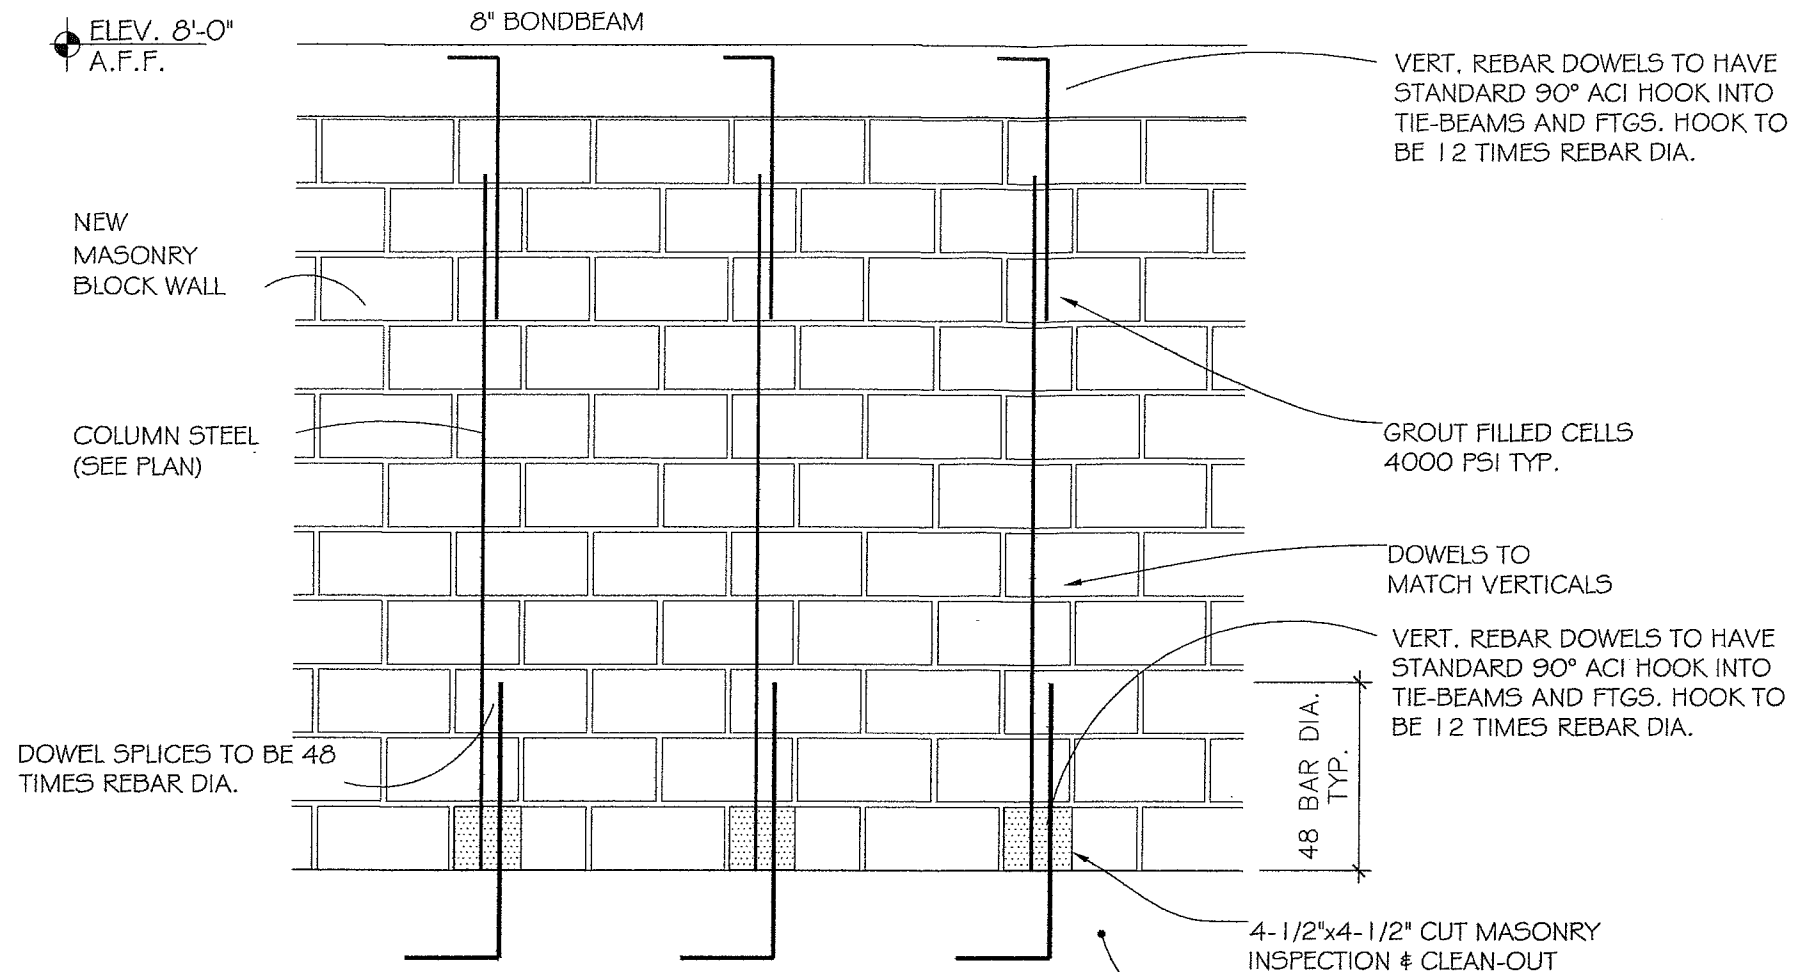 ELEV. 8'-0"
A.F.F.
8" BONDBEAM
VERT. REBAR DOWELS TO HAVE
STANDARD 90° ACI HOOK INTO
TIE-BEAMS AND FTGS. HOOK TO
BE 12 TIMES REBAR DIA.
NEW
MASONRY
BLOCK WALL
COLUMN STEEL
(SEE PLAN)
GROUT FILLED CELLS
4000 PSI TYP.
DOWELS TO
MATCH VERTICALS
VERT. REBAR DOWELS TO HAVE
STANDARD 90° ACI HOOK INTO
TIE-BEAMS AND FTGS. HOOK TO
BE 12 TIMES REBAR DIA.
48 BAR DIA.
TYP.
DOWEL SPLICES TO BE 48
TIMES REBAR DIA.
4-1/2"x4-1/2" CUT MASONRY
INSPECTION & CLEAN-OUT